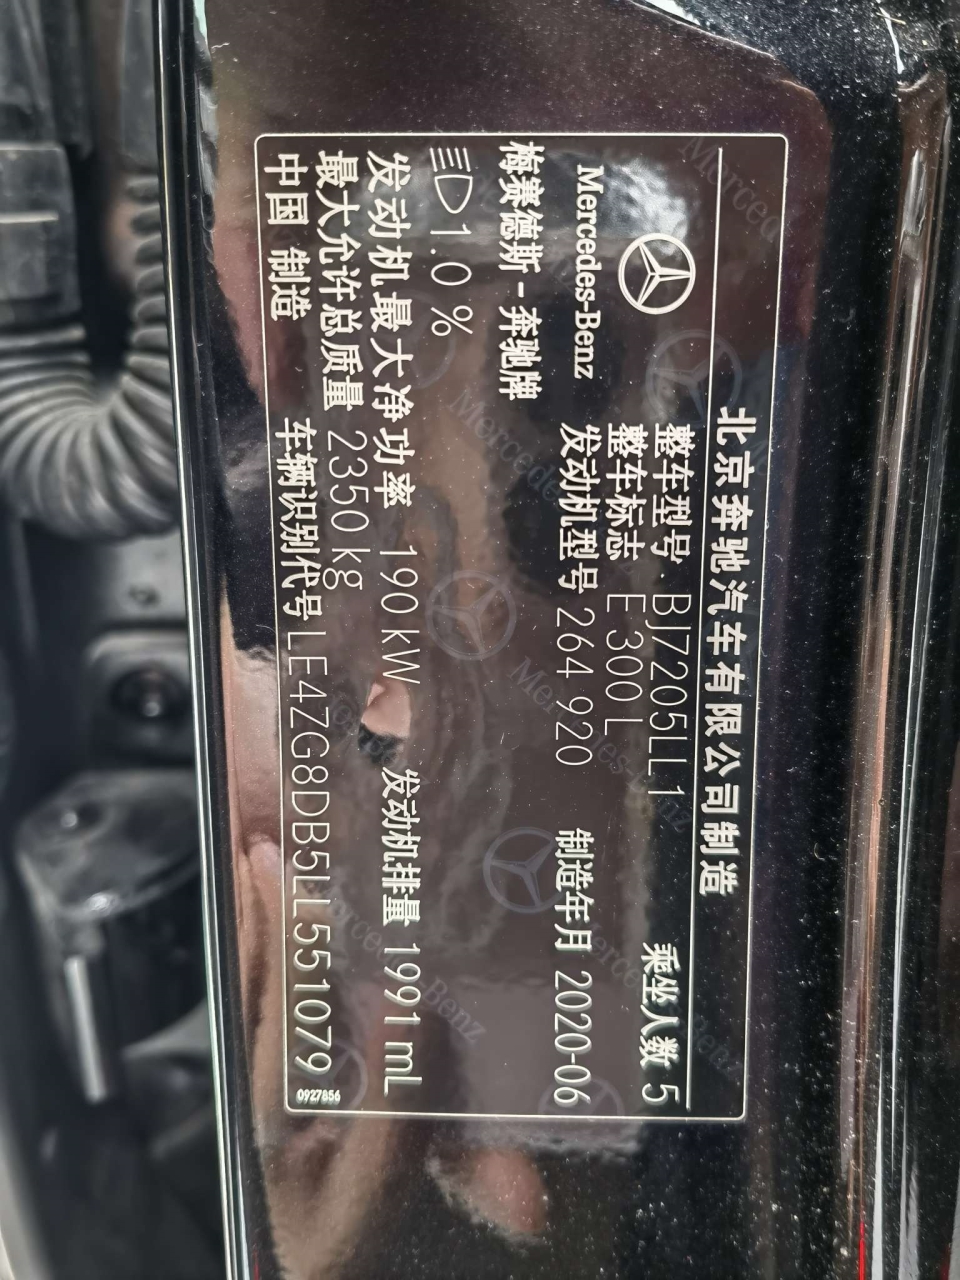 北京奔驰汽车有限公司制造
Mercedes-Benz
梅赛德斯-奔驰牌
整车型号 BJ7205LL1 乘坐人数 5
整车标志 E 300 L
发动机型号 264 920 制造年月 2020-06
1.0 %
发动机最大净功率 190 kW 发动机排量 1991 mL
最大允许总质量 2350 kg
中国 制造 车辆识别代号 LE4ZG8DB5LL551079
0927856